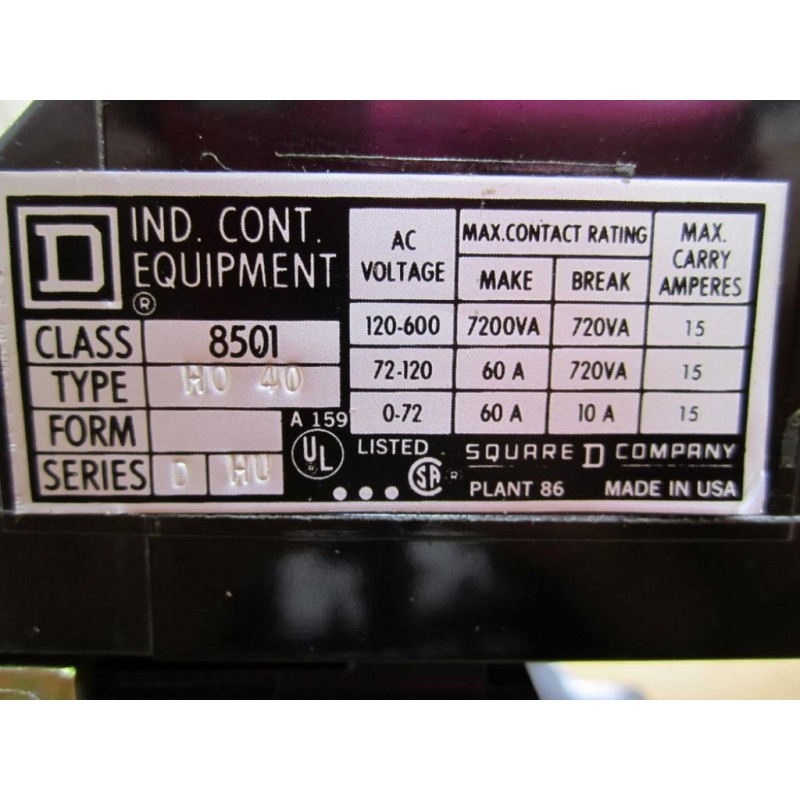 D
IND. CONT.
EQUIPMENT
®
CLASS 8501
TYPE HO 40
FORM
SERIES D HU
AC VOLTAGE
MAX.CONTACT RATING
MAKE BREAK
MAX. CARRY AMPERES
120-600 7200VA 720VA 15
72-120 60 A 720VA 15
0-72 60 A 10 A 15
A 159
UL ® LISTED
SA ®
SQUARE D COMPANY
PLANT 86 MADE IN USA